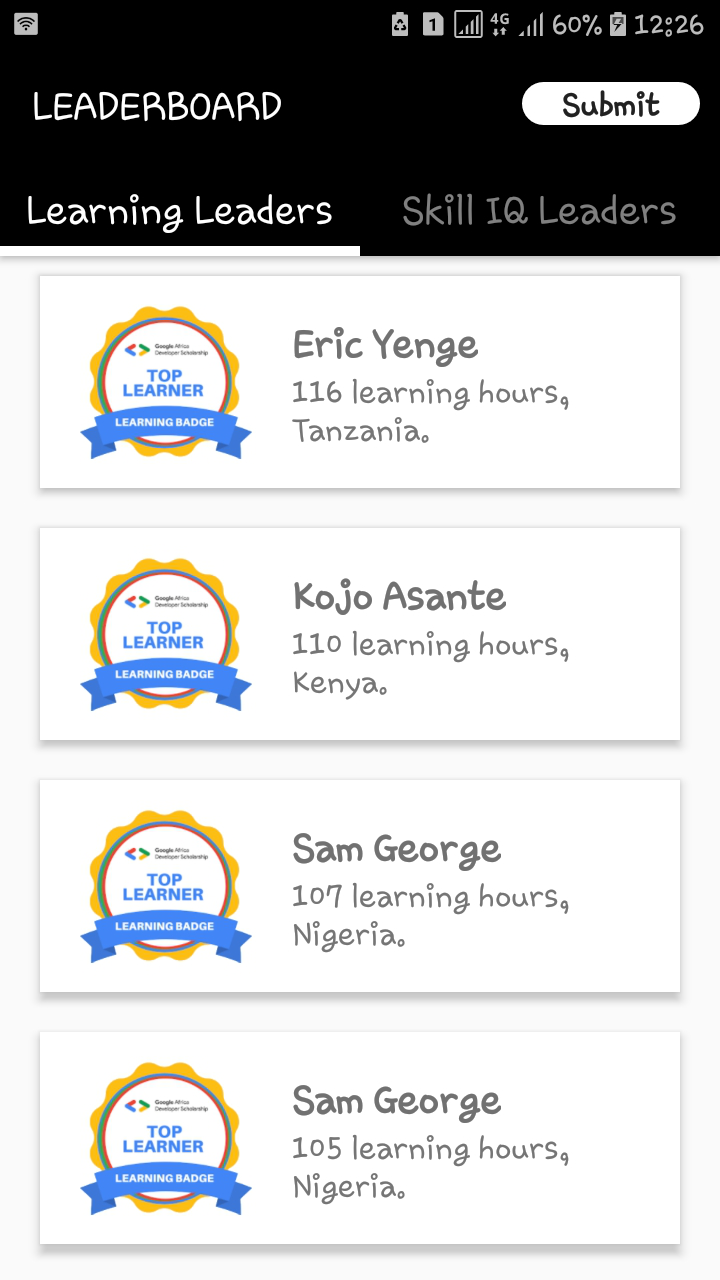 1 4G 60% 12:26
LEADERBOARD Submit
Learning Leaders Skill IQ Leaders
Google Africa
Developer Scholarship
TOP
LEARNER
LEARNING BADGE
Eric Yenge
116 learning hours,
Tanzania.
Google Africa
Developer Scholarship
TOP
LEARNER
LEARNING BADGE
Kojo Asante
110 learning hours,
Kenya.
Google Africa
Developer Scholarship
TOP
LEARNER
LEARNING BADGE
Sam George
107 learning hours,
Nigeria.
Google Africa
Developer Scholarship
TOP
LEARNER
LEARNING BADGE
Sam George
105 learning hours,
Nigeria.